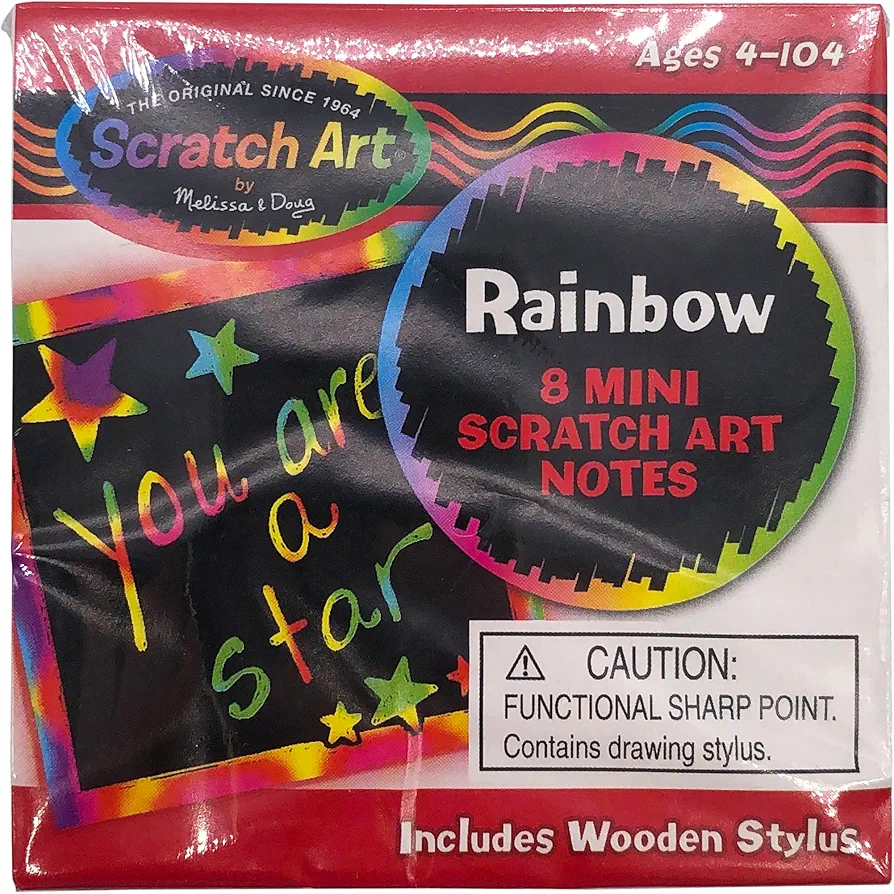 Ages 4-104
THE ORIGINAL SINCE 1964
Scratch Art®
by
Melissa & Doug
Rainbow
8 MINI
SCRATCH ART
NOTES
you are
a
star
CAUTION:
FUNCTIONAL SHARP POINT.
Contains drawing stylus.
Includes Wooden Stylus